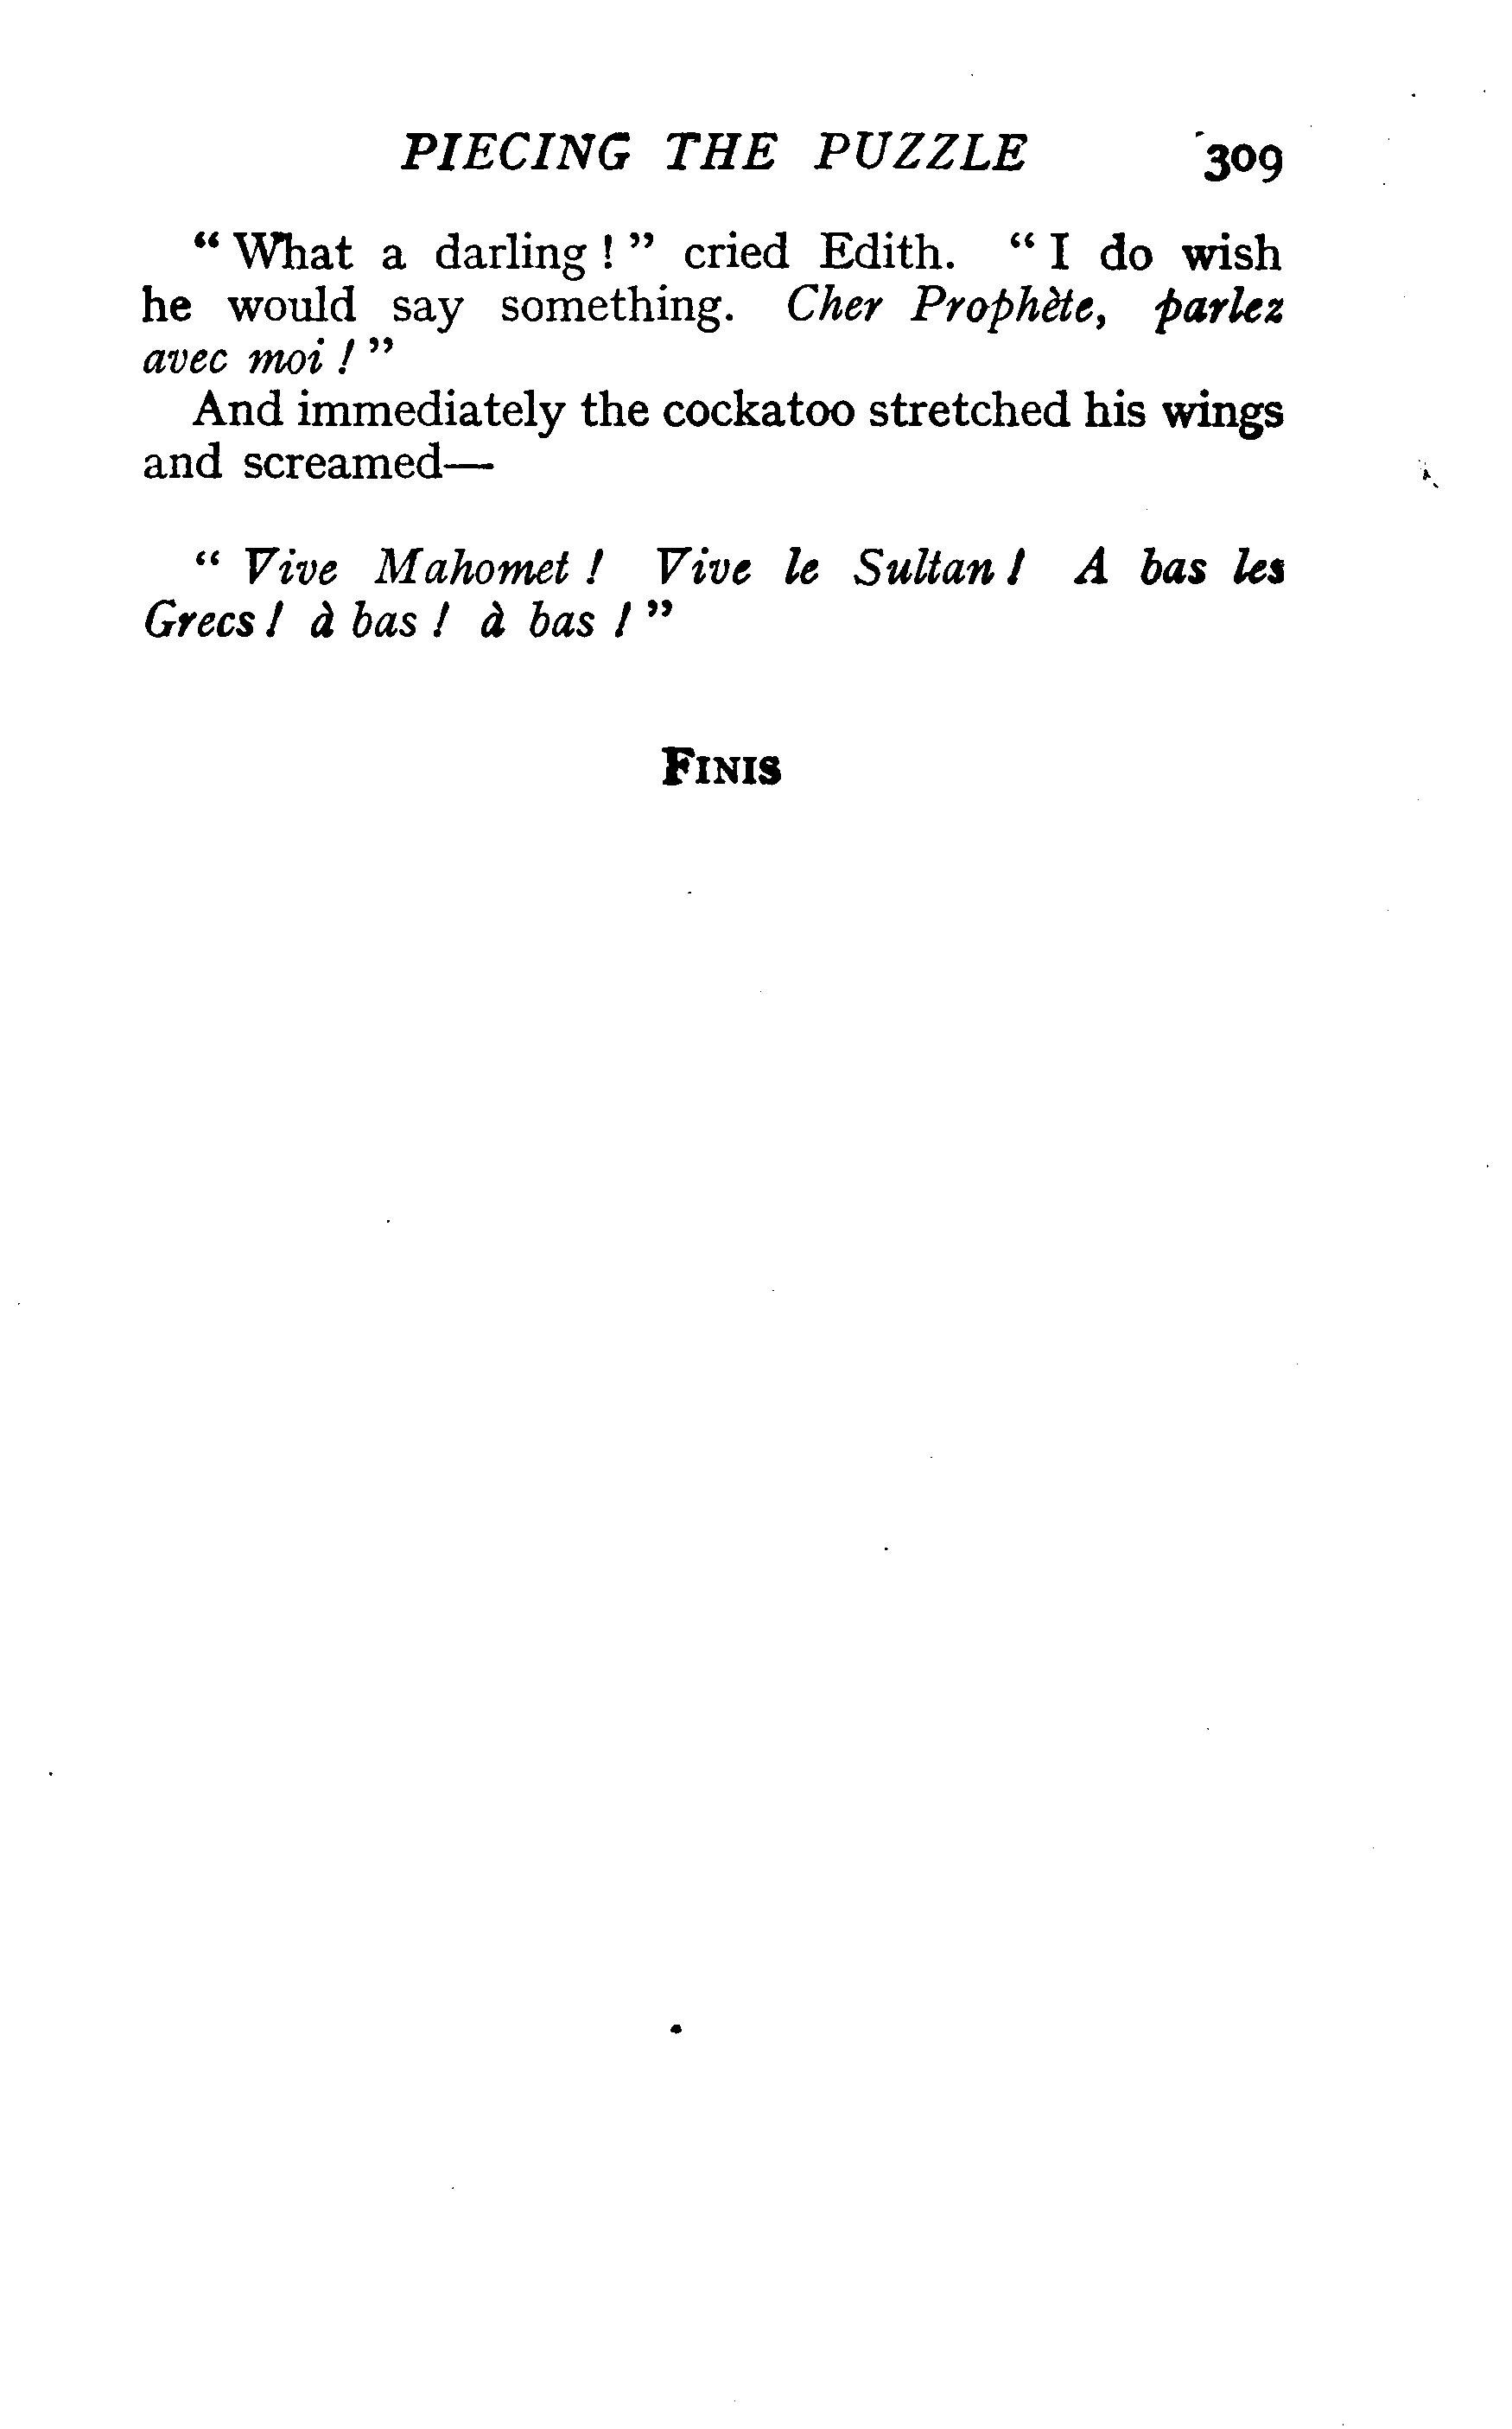 PIECING THE PUZZLE 309
“ What a darling ! ” cried Edith. “ I do wish
he would say something. Cher Prophète, parlez
avec moi ! ”
And immediately the cockatoo stretched his wings
and screamed—
“ Vive Mahomet ! Vive le Sultan ! A bas les
Grecs ! à bas ! à bas ! ”
FINIS